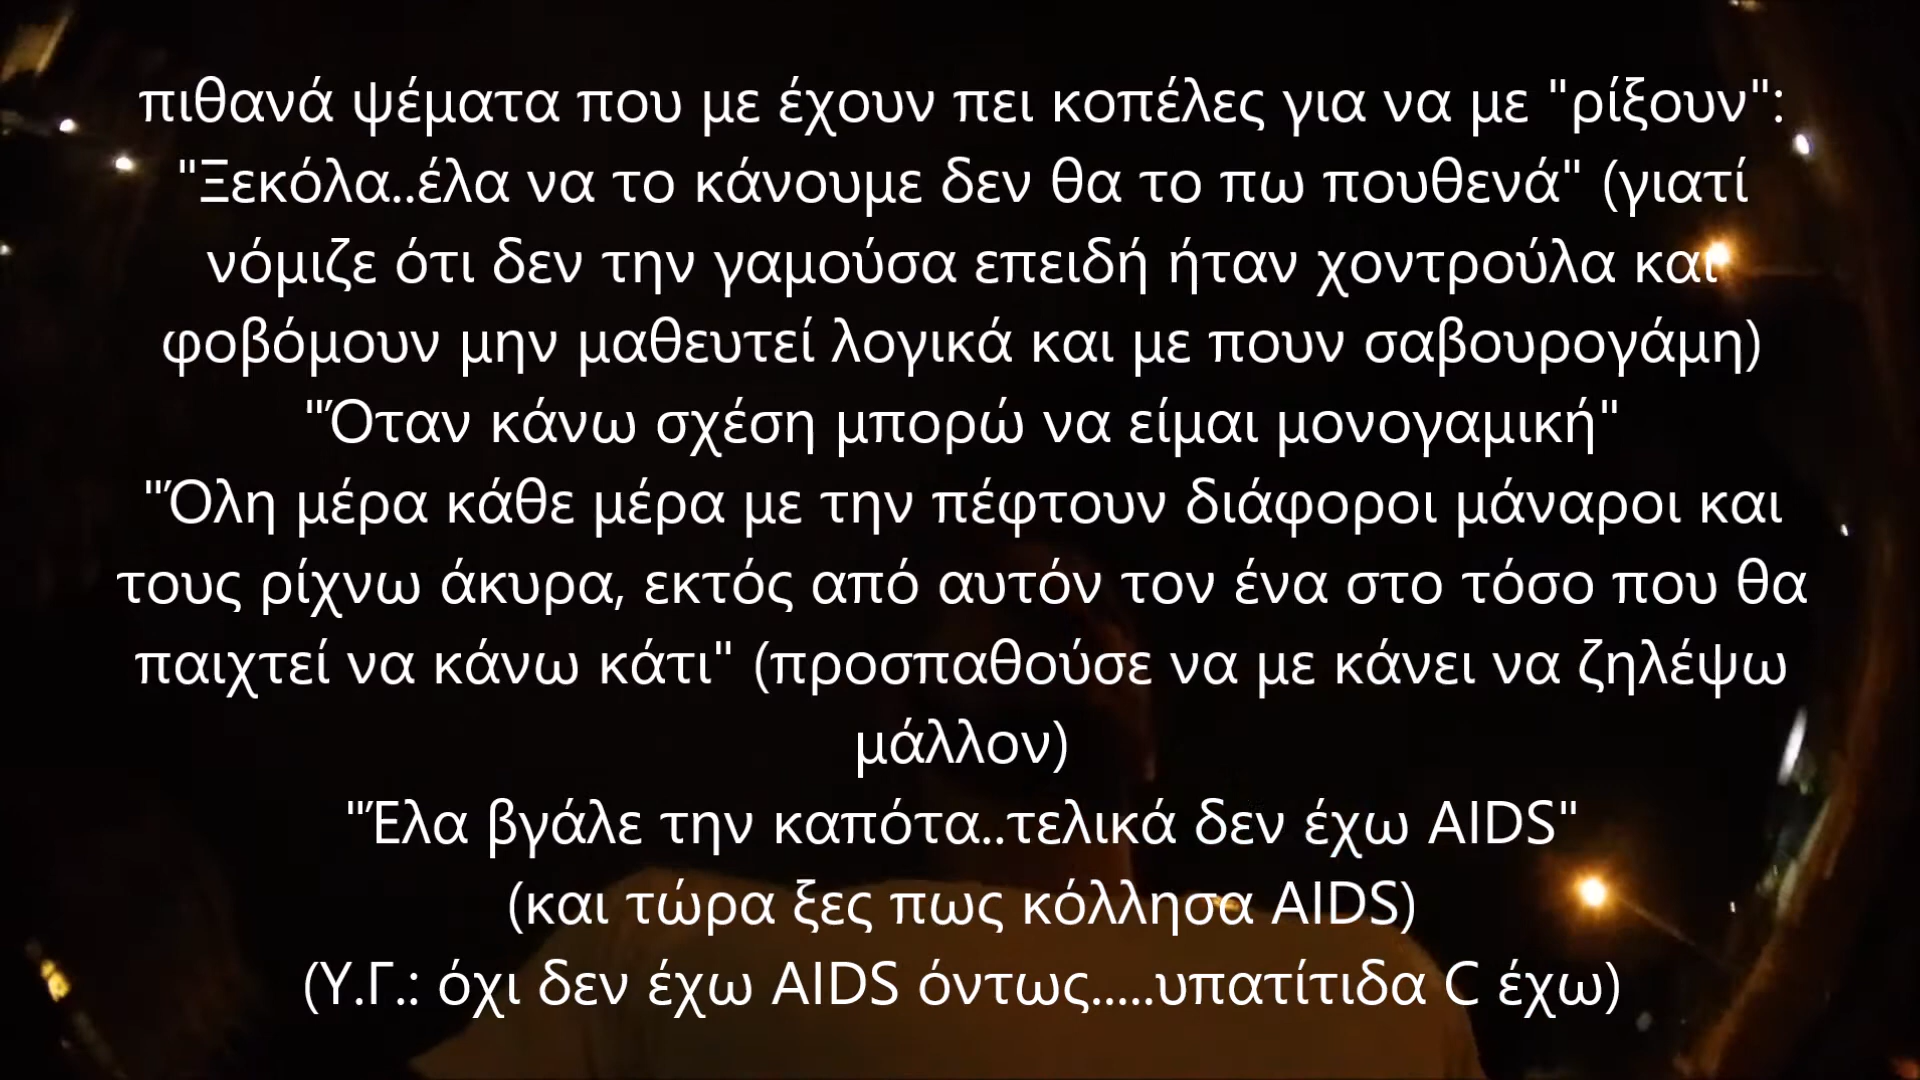 πιθανά ψέματα που με έχουν πει κοπέλες για να με "ρίξουν":
"Ξεκόλα..έλα να το κάνουμε δεν θα το πω πουθενά" (γιατί
νόμιζε ότι δεν την γαμούσα επειδή ήταν χοντρούλα και
φοβόμουν μην μαθευτεί λογικά και με πουν σαβουρογάμη)
"Όταν κάνω σχέση μπορώ να είμαι μονογαμική"
"Όλη μέρα κάθε μέρα με την πέφτουν διάφοροι μάναροι και
τους ρίχνω άκυρα, εκτός από αυτόν τον ένα στο τόσο που θα
παιχτεί να κάνω κάτι" (προσπαθούσε να με κάνει να ζηλέψω
μάλλον)
"Έλα βγάλε την καπότα..τελικά δεν έχω AIDS"
(και τώρα ξες πως κόλλησα AIDS)
(Υ.Γ.: όχι δεν έχω AIDS όντως.....υπατίτιδα C έχω)